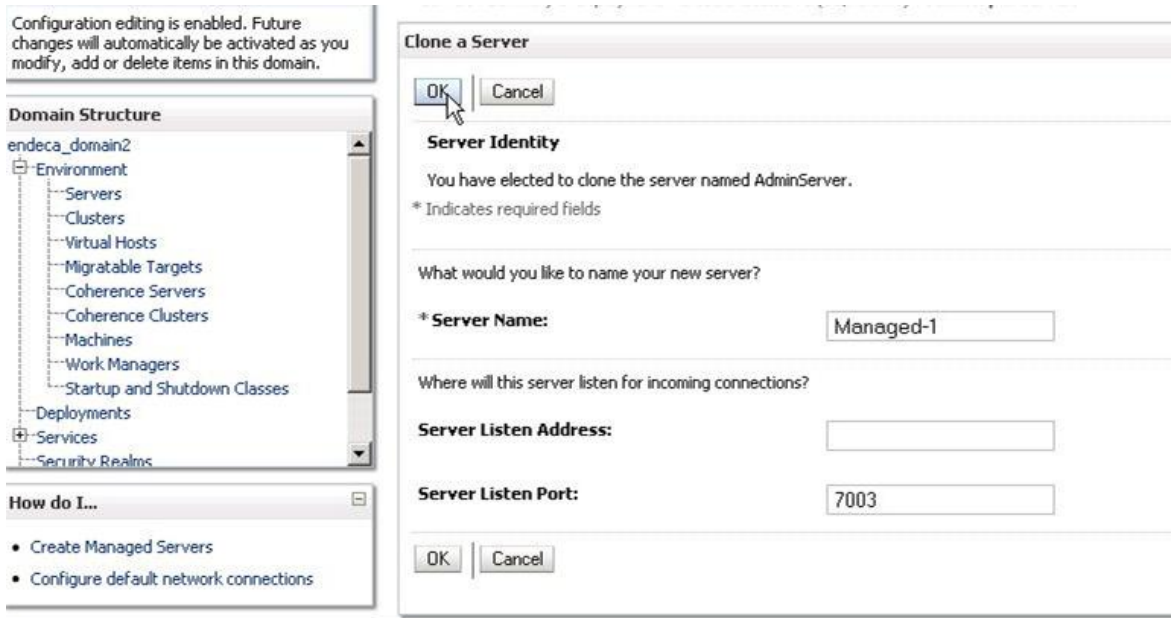 Configuration editing is enabled. Future
changes will automatically be activated as you
modify, add or delete items in this domain.
Domain Structure
endeca_domain2
Environment
Servers
Clusters
Virtual Hosts
Migratable Targets
Coherence Servers
Coherence Clusters
Machines
Work Managers
Startup and Shutdown Classes
Deployments
Services
Security Realms
How do I...
• Create Managed Servers
• Configure default network connections
Clone a Server
OK Cancel
Server Identity
You have elected to clone the server named AdminServer.
* Indicates required fields
What would you like to name your new server?
* Server Name: Managed-1
Where will this server listen for incoming connections?
Server Listen Address:
Server Listen Port: 7003
OK Cancel